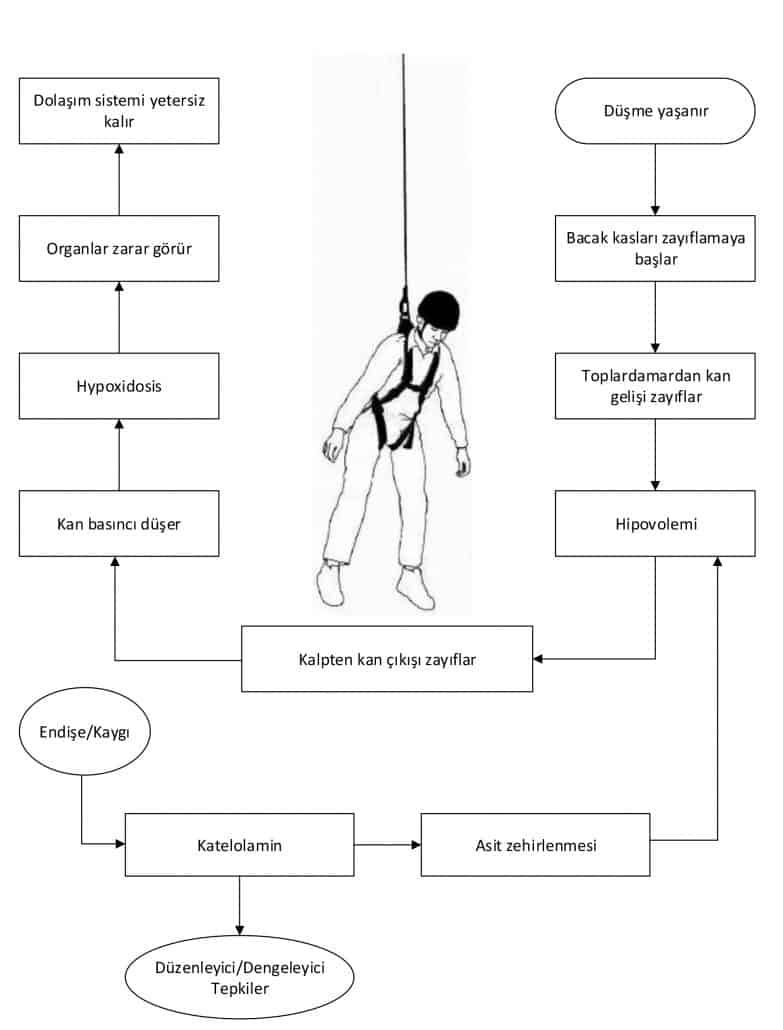 Dolaşım sistemi yetersiz
kalır
Düşme yaşanır
Organlar zarar görür
Bacak kasları zayıflamaya
başlar
Hypoxidosis
Toplardamardan kan
gelişi zayıflar
Kan basıncı düşer
Hipovolemi
Kalpten kan çıkışı zayıflar
Endişe/Kaygı
Katelolamin
Asit zehirlenmesi
Düzenleyici/Dengeleyici
Tepkiler